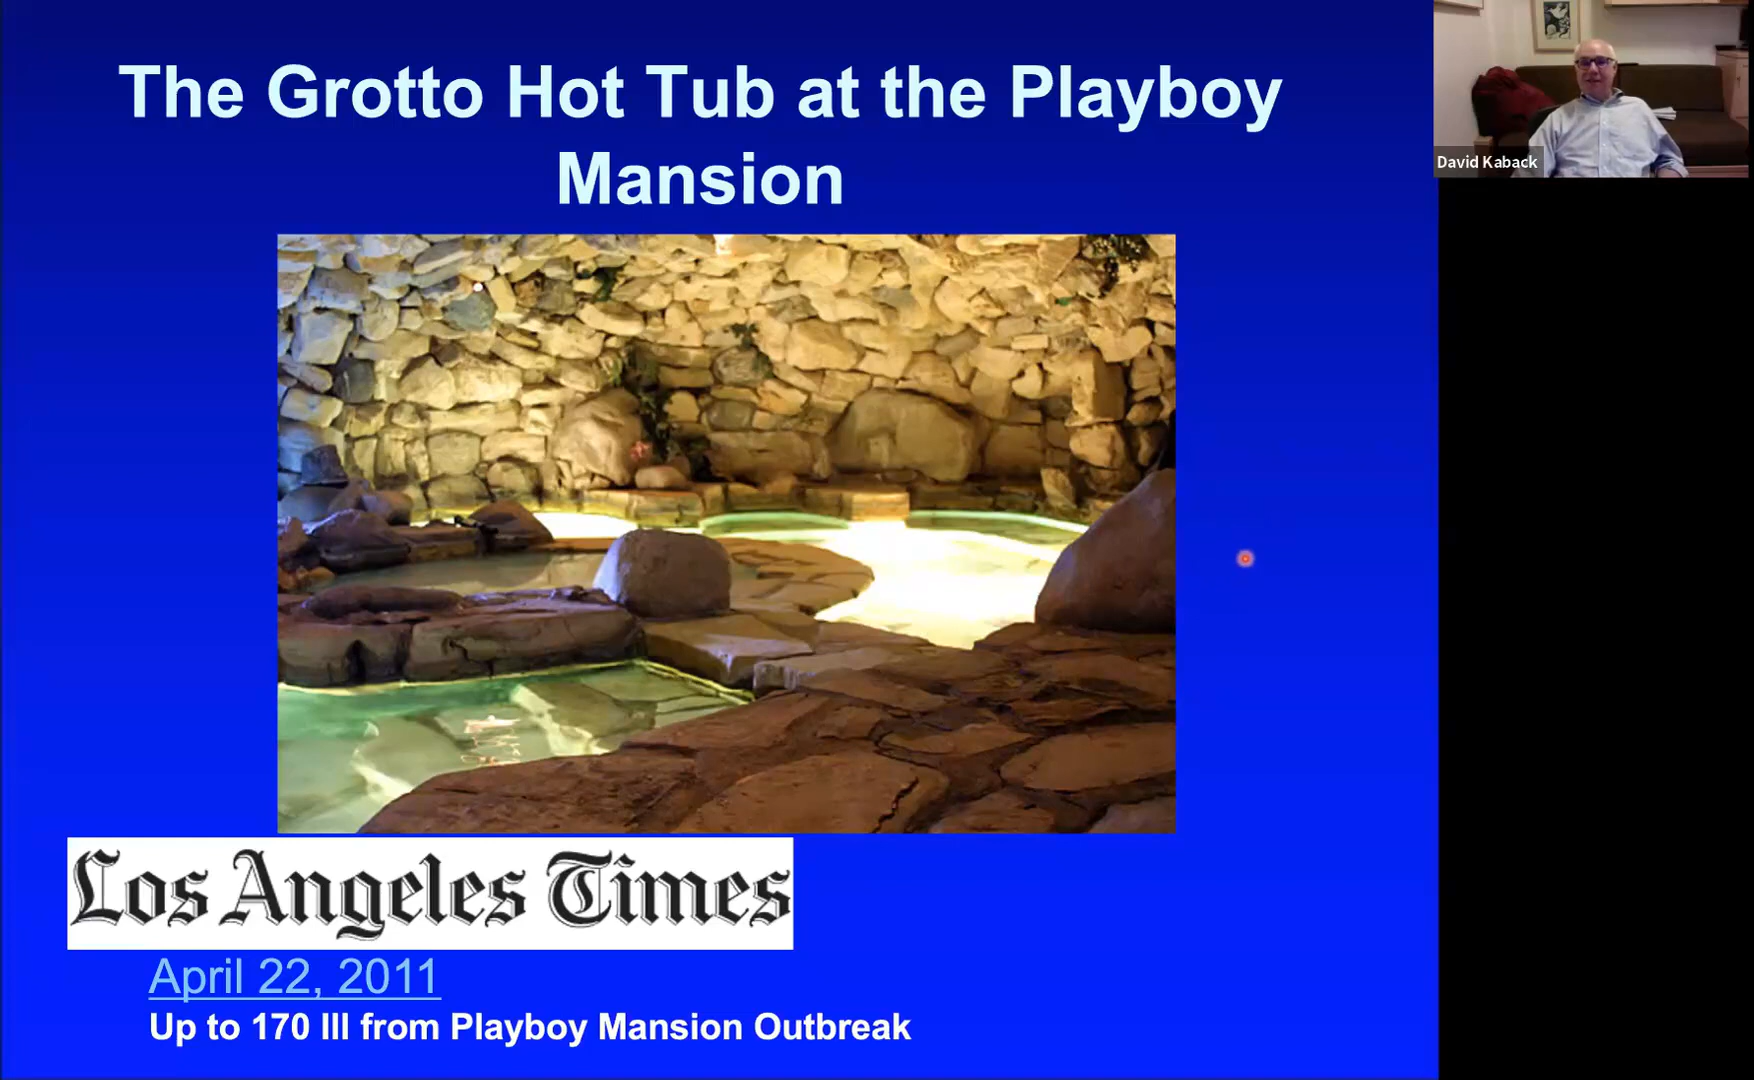 The Grotto Hot Tub at the Playboy
Mansion
David Kaback
Los Angeles Times
April 22, 2011
Up to 170 Ill from Playboy Mansion Outbreak